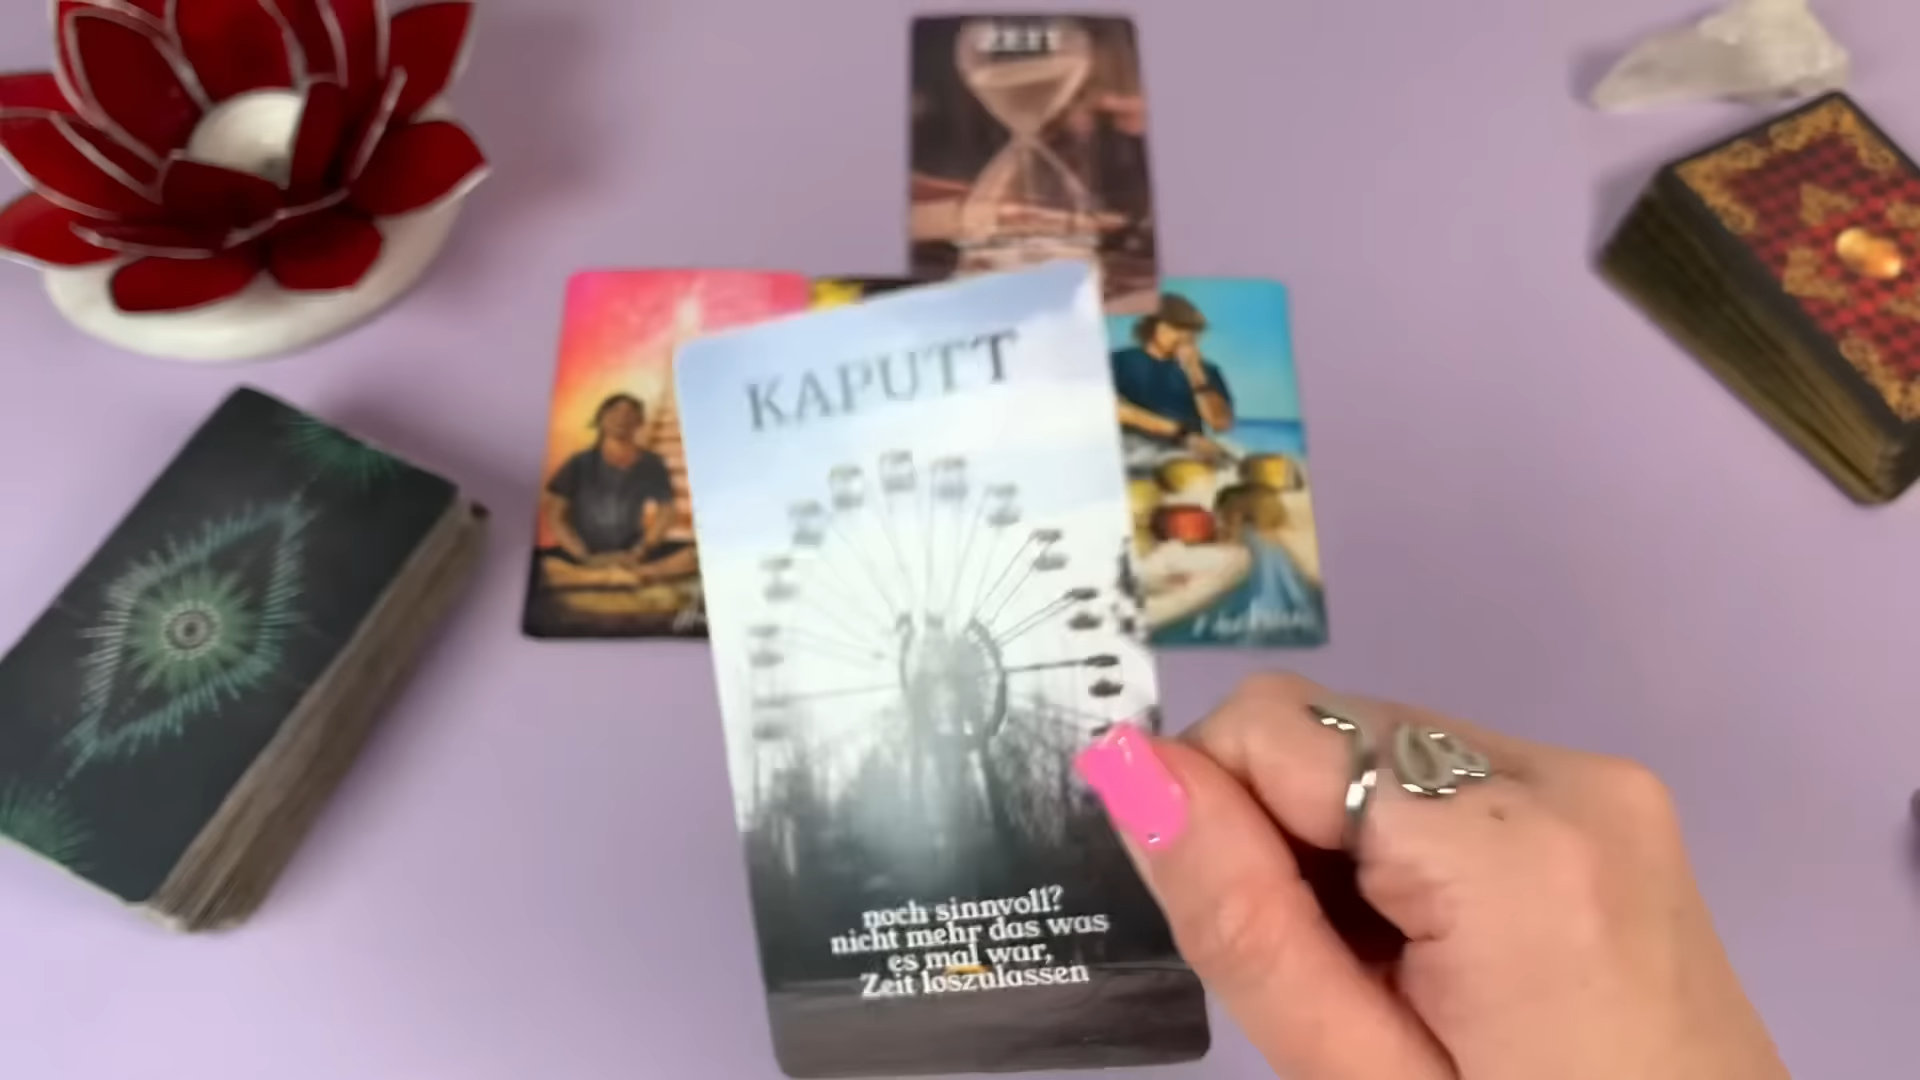 ZEIT
KAPUTT
noch sinnvoll?
nicht mehr das was
es mal war,
Zeit loszulassen